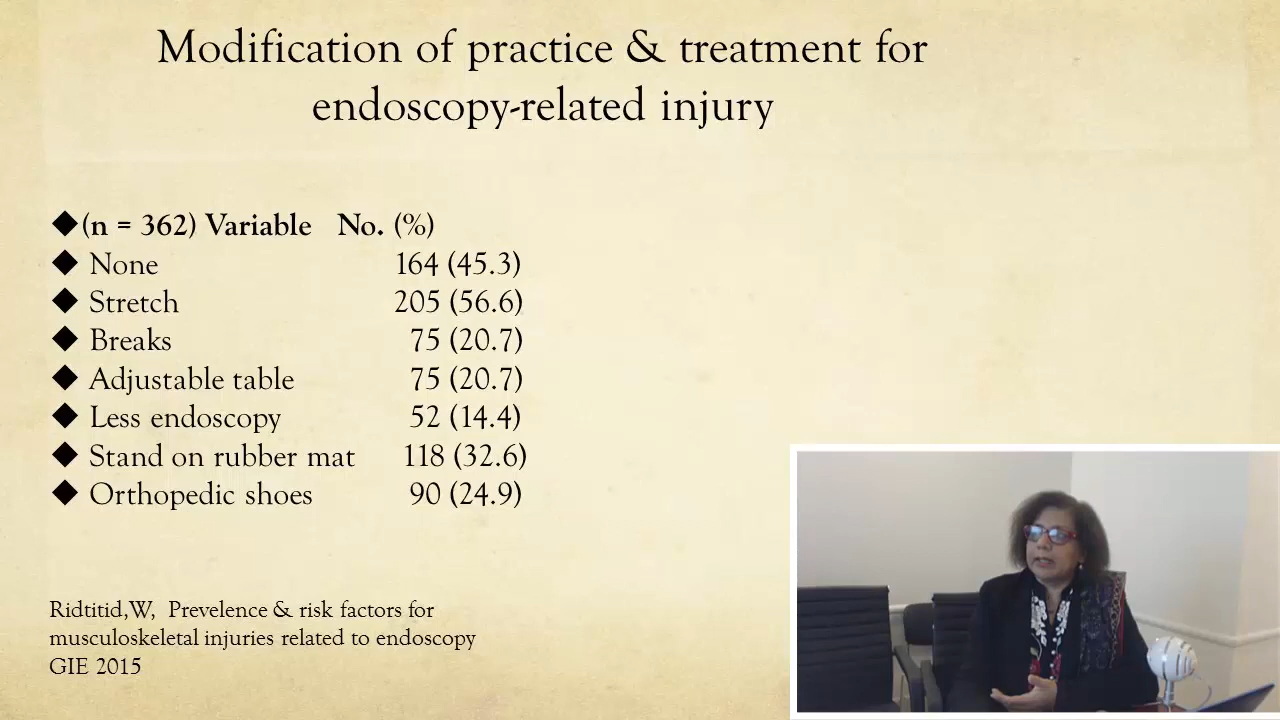 Modification of practice & treatment for
endoscopy-related injury
◆(n = 362) Variable No. (%)
◆ None 164 (45.3)
◆ Stretch 205 (56.6)
◆ Breaks 75 (20.7)
◆ Adjustable table 75 (20.7)
◆ Less endoscopy 52 (14.4)
◆ Stand on rubber mat 118 (32.6)
◆ Orthopedic shoes 90 (24.9)
Ridtitid,W, Prevelence & risk factors for
musculoskeletal injuries related to endoscopy
GIE 2015